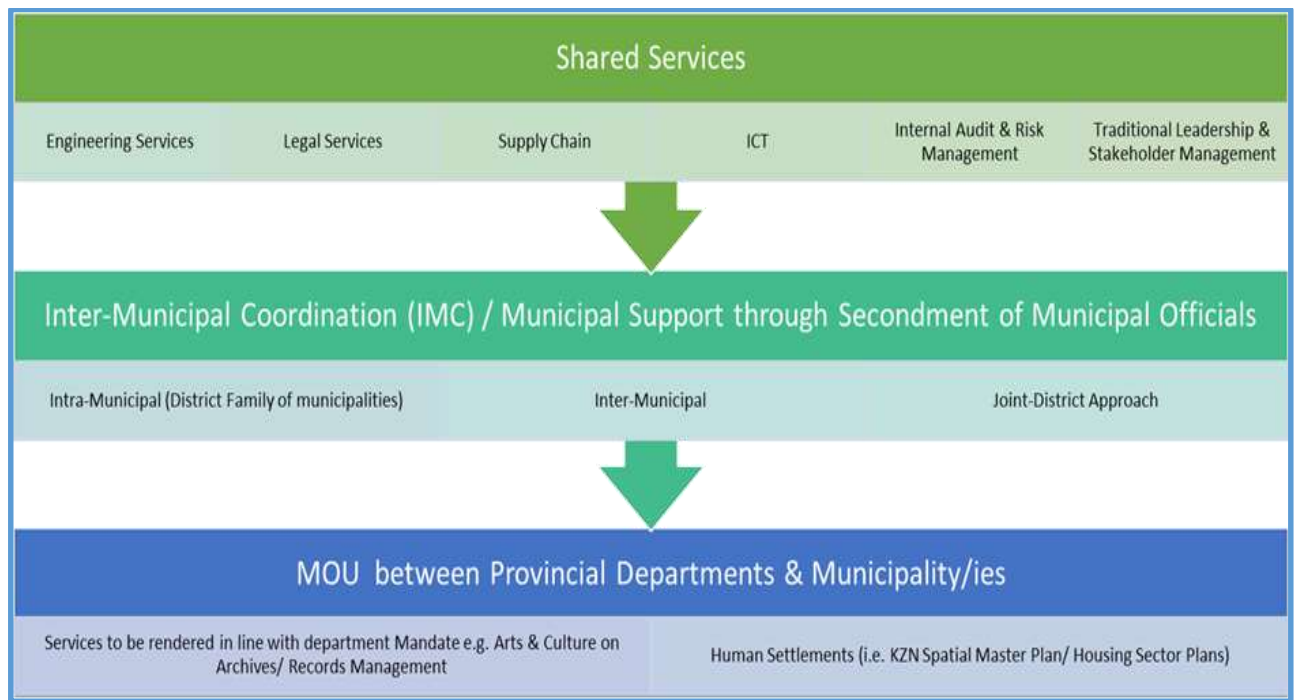 Shared Services
Engineering Services
Legal Services
Supply Chain
ICT
Internal Audit & Risk
Management
Traditional Leadership &
Stakeholder Management
Inter-Municipal Coordination (IMC) / Municipal Support through Secondment of Municipal Officials
Intra-Municipal (District Family of municipalities)
Inter-Municipal
Joint-District Approach
MOU between Provincial Departments & Municipality/ies
Services to be rendered in line with department Mandate e.g. Arts & Culture on
Archives/ Records Management
Human Settlements (i.e. KZN Spatial Master Plan/ Housing Sector Plans)